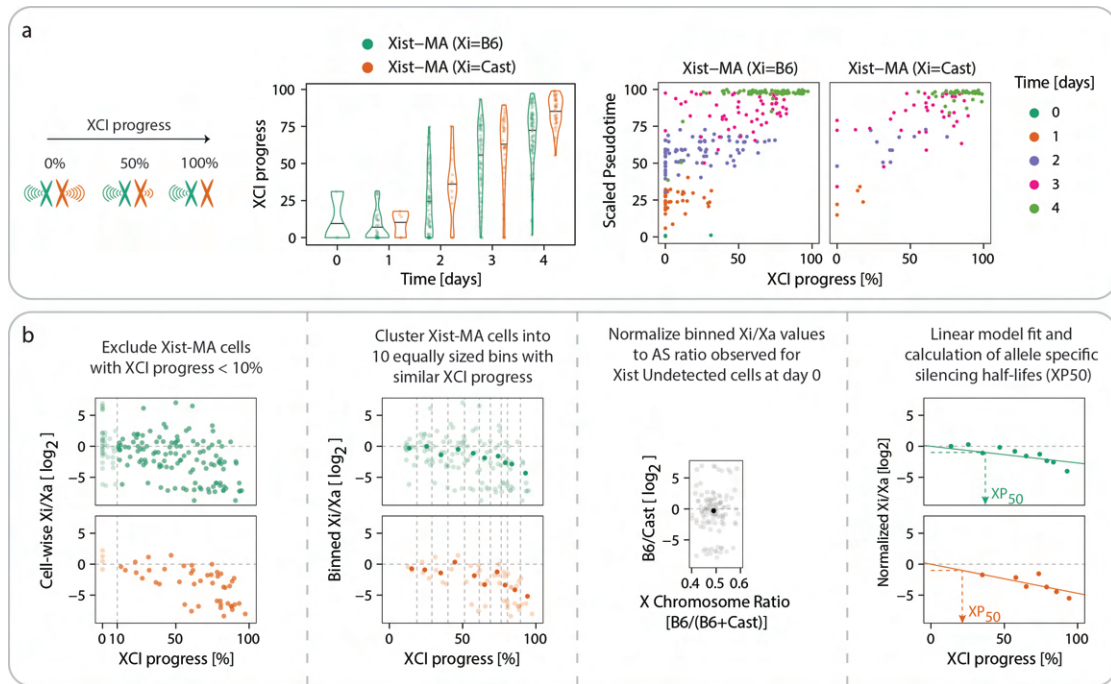 a
XCI progress
0%
50%
100%
Xist−MA (Xi=B6)
Xist−MA (Xi=Cast)
XCI progress
100
75
50
25
0
0
1
2
3
4
Time [days]
Xist−MA (Xi=B6)
Xist−MA (Xi=Cast)
Scaled Pseudotime
100
75
50
25
0
0
50
100
0
50
100
XCI progress [%]
Time [days]
0
1
2
3
4
b
Exclude Xist-MA cells
with XCI progress < 10%
Cell-wise Xi/Xa [ log2 ]
5
0
−5
5
0
−5
0 10
50
100
XCI progress [%]
Cluster Xist-MA cells into
10 equally sized bins with
similar XCI progress
Binned Xi/Xa [ log2 ]
5
0
−5
5
0
−5
0
50
100
XCI progress [%]
Normalize binned Xi/Xa values
to AS ratio observed for
Xist Undetected cells at day 0
B6/Cast [ log2 ]
5
0
−5
0.4 0.5 0.6
X Chromosome Ratio
[B6/(B6+Cast)]
Linear model fit and
calculation of allele specific
silencing half-lifes (XP50)
Normalized Xi/Xa [log2]
5
0
−5
XP50
5
0
−5
XP50
0
50
100
XCI progress [%]